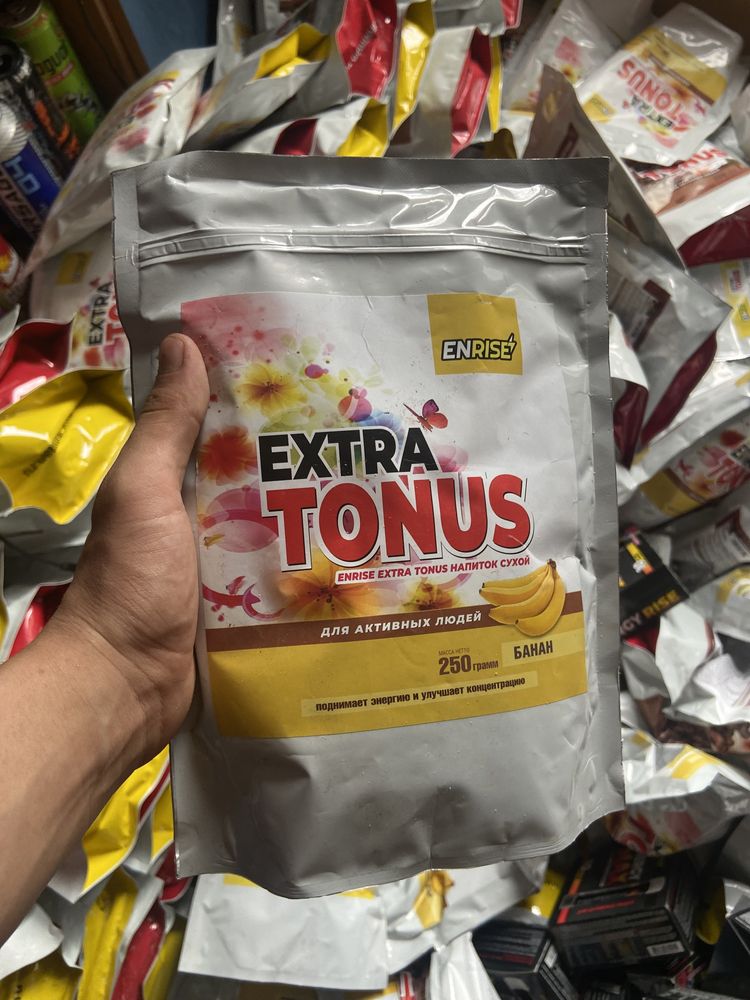 ENRISE
EXTRA
TONUS
ENRISE EXTRA TONUS НАПИТОК СУХОЙ
ДЛЯ АКТИВНЫХ ЛЮДЕЙ
МАССА НЕТТО
250 грамм
БАНАН
поднимает энергию и улучшает концентрацию
EXTRA
TONUS
EXTRA